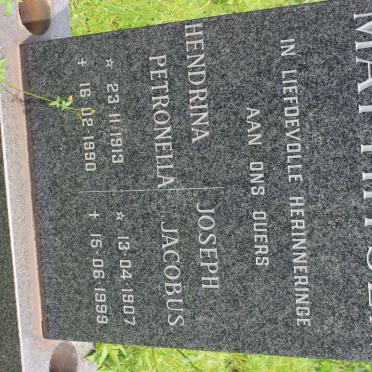 IN LIEFDEVOLLE HERINNERINGE
AAN ONS OUERS
HENDRINA
PETRONELLA
☆ 23.11.1913
+ 16.02.1990
JOSEPH
JACOBUS
☆ 13.04.1907
+ 15.06.1999